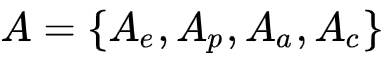 A = {A_e, A_p, A_a, A_c}